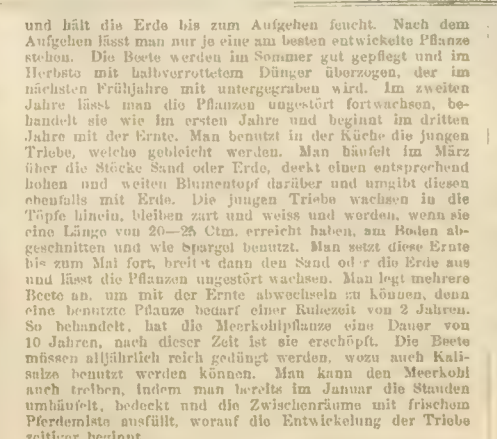 und hält die Erde bis zum Aufgehen feucht. Nach dem
Aufgehen lässt man nur je eine am besten entwickelte Pflanze
stehen. Die Beete werden im Sommer gut gepflegt und im
Herbste mit halbverrottetem Dünger überzogen, der im
nächsten Frühjahre mit untergegraben wird. Im zweiten
Jahre lässt man die Pflanzen ungestört fortwachsen, be-
handelt sie wie im ersten Jahre und beginnt im dritten
Jahre mit der Ernte. Man benutzt in der Küche die jungen
Triebe, welche gebleicht werden. Man häufelt im März
über die Stöcke Sand oder Erde, deckt einen entsprechend
hohen und weiten Blumentopf darüber und umgibt diesen
ebenfalls mit Erde. Die jungen Triebe wachsen in die
Töpfe hinein, bleiben zart und weiss und werden, wenn sie
eine Länge von 20—25 Ctm. erreicht haben, am Boden ab-
geschnitten und wie Spargel benutzt. Man setzt diese Ernte
bis zum Mai fort, breitet dann den Sand oder die Erde aus
und lässt die Pflanzen ungestört wachsen. Man legt mehrere
Beete an, um mit der Ernte abwechseln zu können, denn
eine benutzte Pflanze bedarf einer Ruhezeit von 2 Jahren.
So behandelt, hat die Meerkohlpflanze eine Dauer von
10 Jahren, nach dieser Zeit ist sie erschöpft. Die Beete
müssen alljährlich reich gedüngt werden, wozu auch Kali-
salze benutzt werden können. Man kann den Meerkohl
auch treiben, indem man bereits im Januar die Stauden
umhäufelt, bedeckt und die Zwischenräume mit frischem
Pferdemiste ausfüllt, worauf die Entwickelung der Triebe
zeitiger beginnt